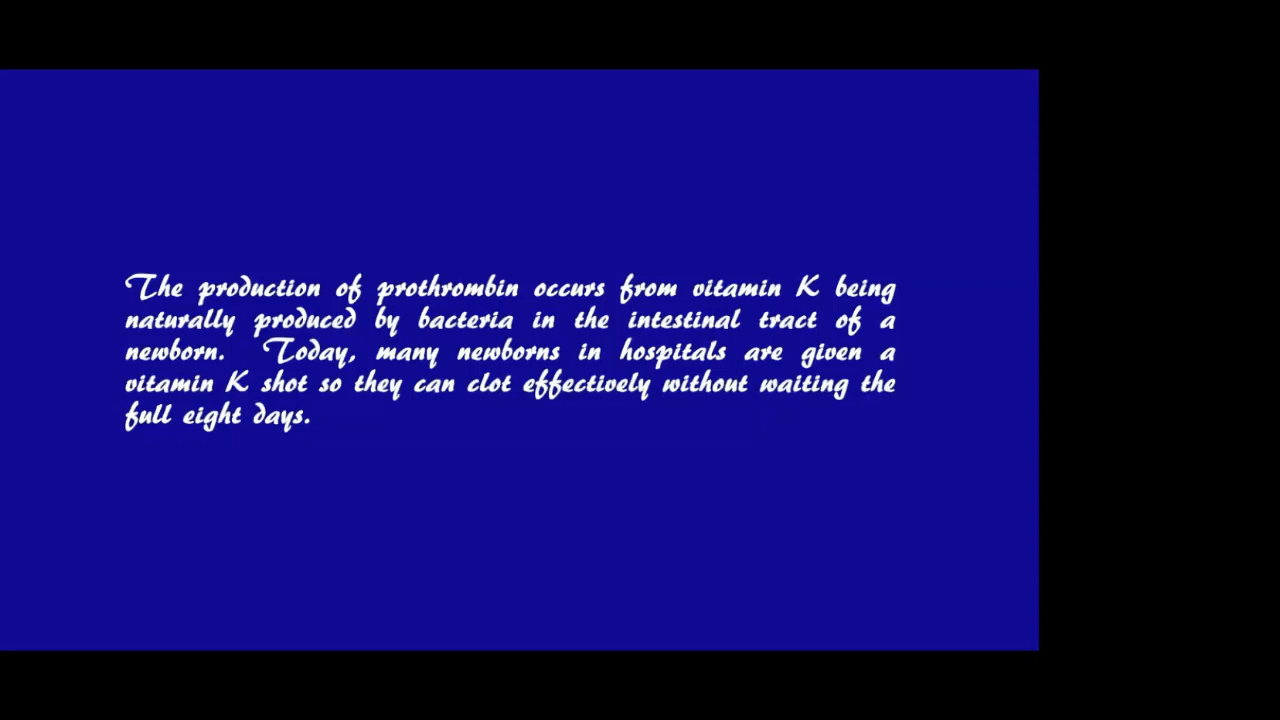 The production of prothrombin occurs from vitamin K being
naturally produced by bacteria in the intestinal tract of a
newborn. Today, many newborns in hospitals are given a
vitamin K shot so they can clot effectively without waiting the
full eight days.